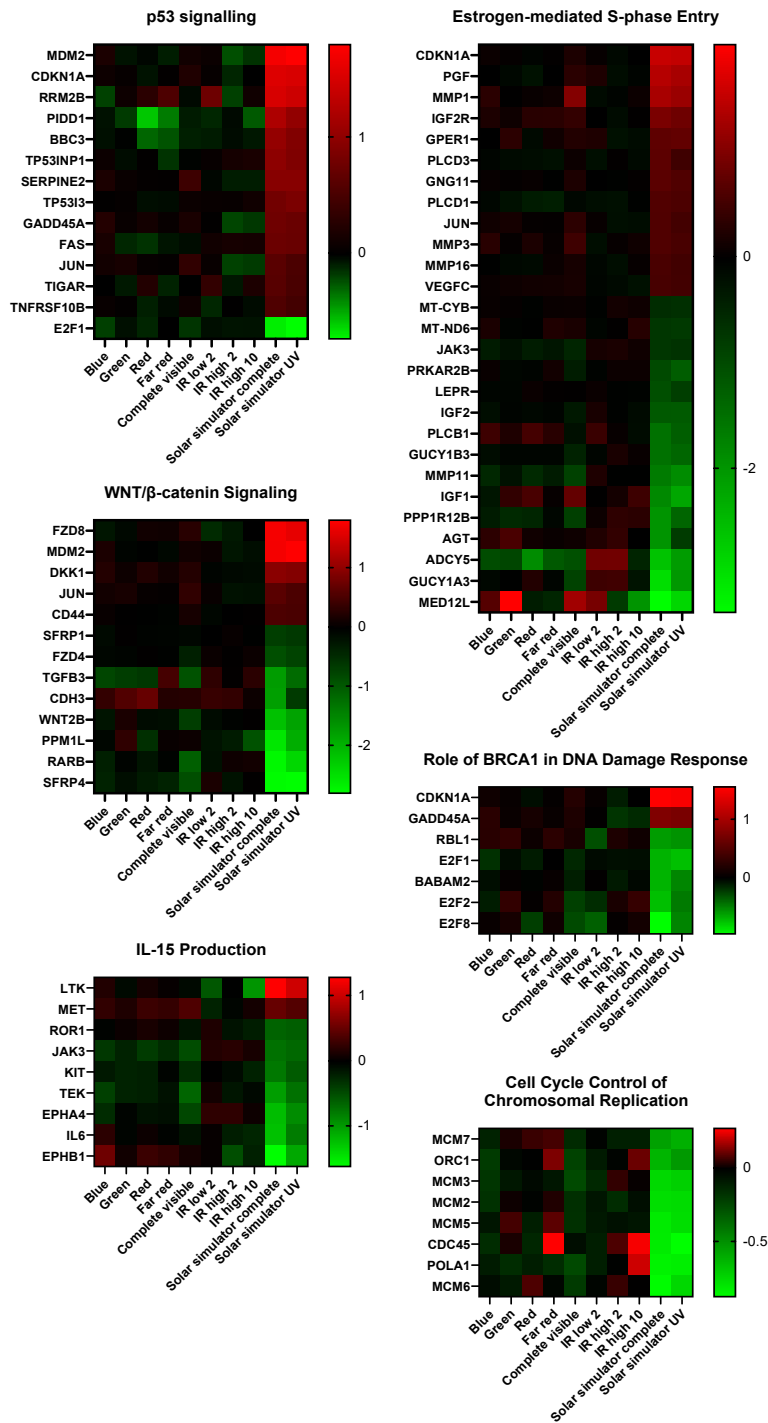 p53 signalling
MDM2
CDKN1A
RRM2B
PIDD1
BBC3
TP53INP1
SERPINE2
TP53I3
GADD45A
FAS
JUN
TIGAR
TNFRSF10B
E2F1
1
0
Blue
Green
Red
Far red
Complete visible
IR low 2
IR high 2
IR high 10
Solar simulator complete
Solar simulator UV
WNT/β-catenin Signaling
FZD8
MDM2
DKK1
JUN
CD44
SFRP1
FZD4
TGFB3
CDH3
WNT2B
PPM1L
RARB
SFRP4
1
0
-1
-2
Blue
Green
Red
Far red
Complete visible
IR low 2
IR high 2
IR high 10
Solar simulator complete
Solar simulator UV
IL-15 Production
LTK
MET
ROR1
JAK3
KIT
TEK
EPHA4
IL6
EPHB1
1
0
-1
Blue
Green
Red
Far red
Complete visible
IR low 2
IR high 2
IR high 10
Solar simulator complete
Solar simulator UV
Estrogen-mediated S-phase Entry
CDKN1A
PGF
MMP1
IGF2R
GPER1
PLCD3
GNG11
PLCD1
JUN
MMP3
MMP16
VEGFC
MT-CYB
MT-ND6
JAK3
PRKAR2B
LEPR
IGF2
PLCB1
GUCY1B3
MMP11
IGF1
PPP1R12B
AGT
ADCY5
GUCY1A3
MED12L
0
-2
Blue
Green
Red
Far red
Complete visible
IR low 2
IR high 2
IR high 10
Solar simulator complete
Solar simulator UV
Role of BRCA1 in DNA Damage Response
CDKN1A
GADD45A
RBL1
E2F1
BABAM2
E2F2
E2F8
1
0
Blue
Green
Red
Far red
Complete visible
IR low 2
IR high 2
IR high 10
Solar simulator complete
Solar simulator UV
Cell Cycle Control of
Chromosomal Replication
MCM7
ORC1
MCM3
MCM2
MCM5
CDC45
POLA1
MCM6
0
-0.5
Blue
Green
Red
Far red
Complete visible
IR low 2
IR high 2
IR high 10
Solar simulator complete
Solar simulator UV